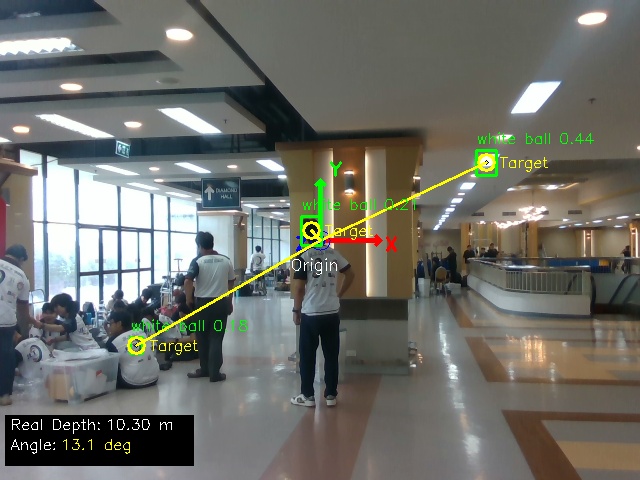 white ball 0.44
Target
DIAMOND
HALL
Y
white ball 0.27
Target
X
Origin
white ball 0.18
Target
Real Depth: 10.30 m
Angle: 13.1 deg